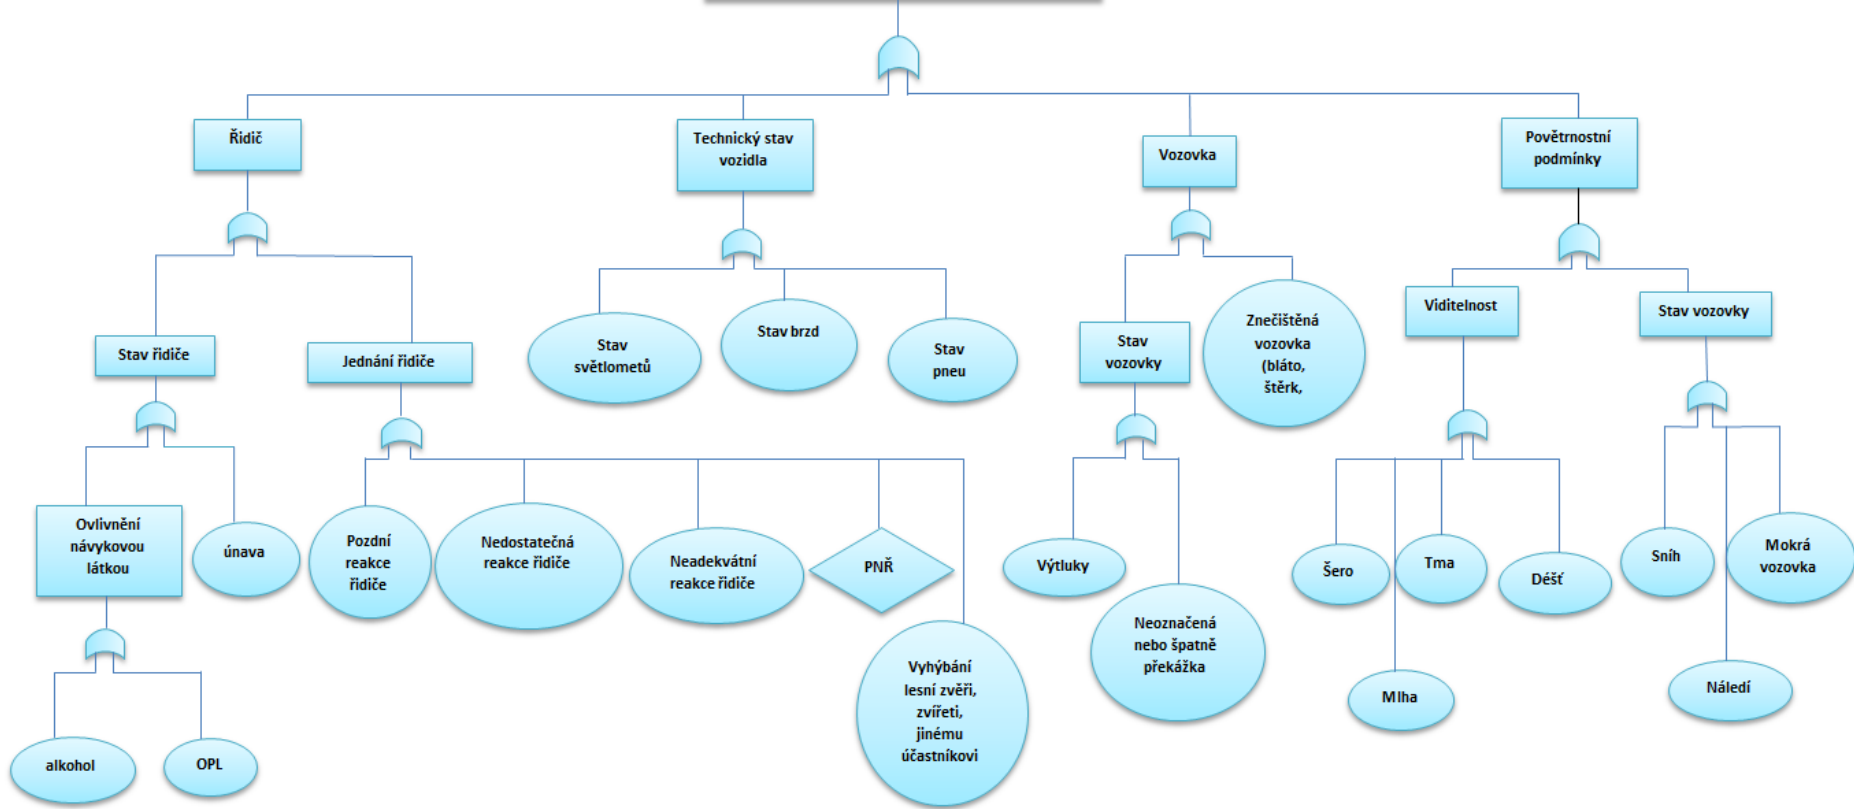 Řidič
Technický stav
vozidla
Vozovka
Povětrnostní
podmínky
Stav řidiče
Jednání řidiče
Stav
světlometů
Stav brzd
Stav
pneu
Stav
vozovky
Znečištěná
vozovka
(bláto,
štěrk,
Viditelnost
Stav vozovky
Ovlivnění
návykovou
látkou
únava
Pozdní
reakce
řidiče
Nedostatečná
reakce řidiče
Neadekvátní
reakce řidiče
PNŘ
Vyhýbání
lesní zvěři,
zvířeti,
jinému
účastníkovi
Výtluky
Neoznačená
nebo špatně
překážka
Šero
Mlha
Tma
Déšť
Sníh
Náledí
Mokrá
vozovka
alkohol
OPL